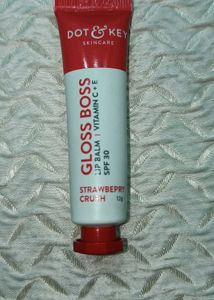 DOT & KEY
SKINCARE
GLOSS BOSS
LIP BALM | VITAMIN C + E
SPF 30
STRAWBERRY
CRUSH
12g